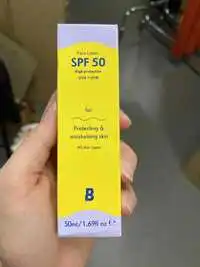 Face Lotion
SPF 50
High protection
UVA + UVB
for
Protecting &
moisturising skin
All skin types
B
50ml/1.69fl oz e